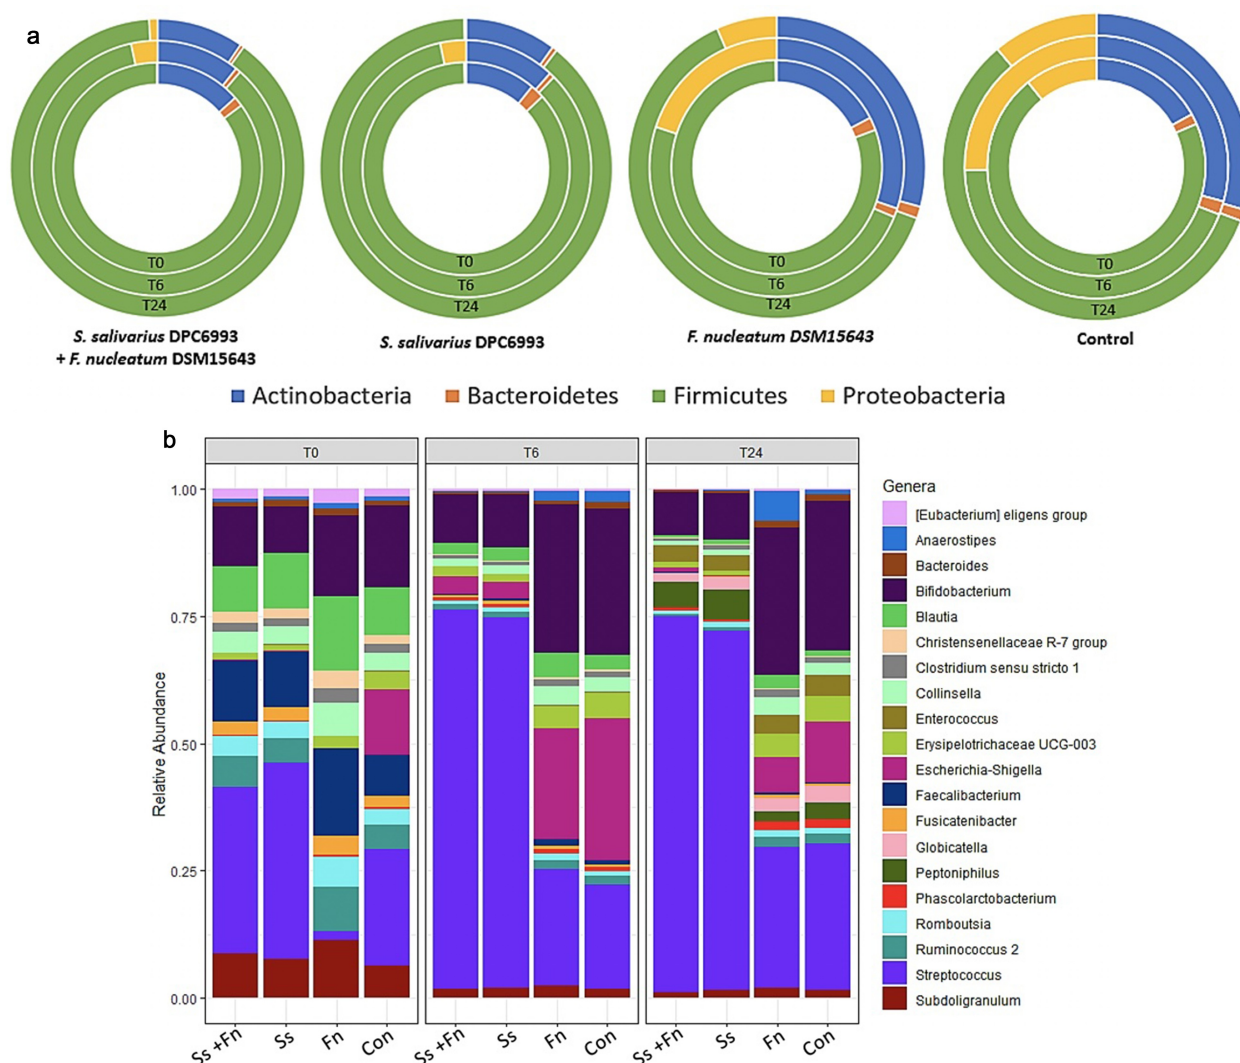 a
T0
T6
T24
T0
T6
T24
T0
T6
T24
T0
T6
T24
S. salivarius DPC6993
+ F. nucleatum DSM15643
S. salivarius DPC6993
F. nucleatum DSM15643
Control
Actinobacteria
Bacteroidetes
Firmicutes
Proteobacteria
b
T0
T6
T24
1.00
0.75
0.50
0.25
0.00
Relative Abundance
Ss +Fn
Ss
Fn
Con
Ss +Fn
Ss
Fn
Con
Ss +Fn
Ss
Fn
Con
Genera
[Eubacterium] eligens group
Anaerostipes
Bacteroides
Bifidobacterium
Blautia
Christensenellaceae R-7 group
Clostridium sensu stricto 1
Collinsella
Enterococcus
Erysipelotrichaceae UCG-003
Escherichia-Shigella
Faecalibacterium
Fusicatenibacter
Globicatella
Peptoniphilus
Phascolarctobacterium
Romboutsia
Ruminococcus 2
Streptococcus
Subdoligranulum